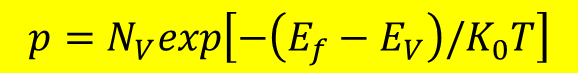 p = N_V exp[−(E_f − E_V)/K_0T]